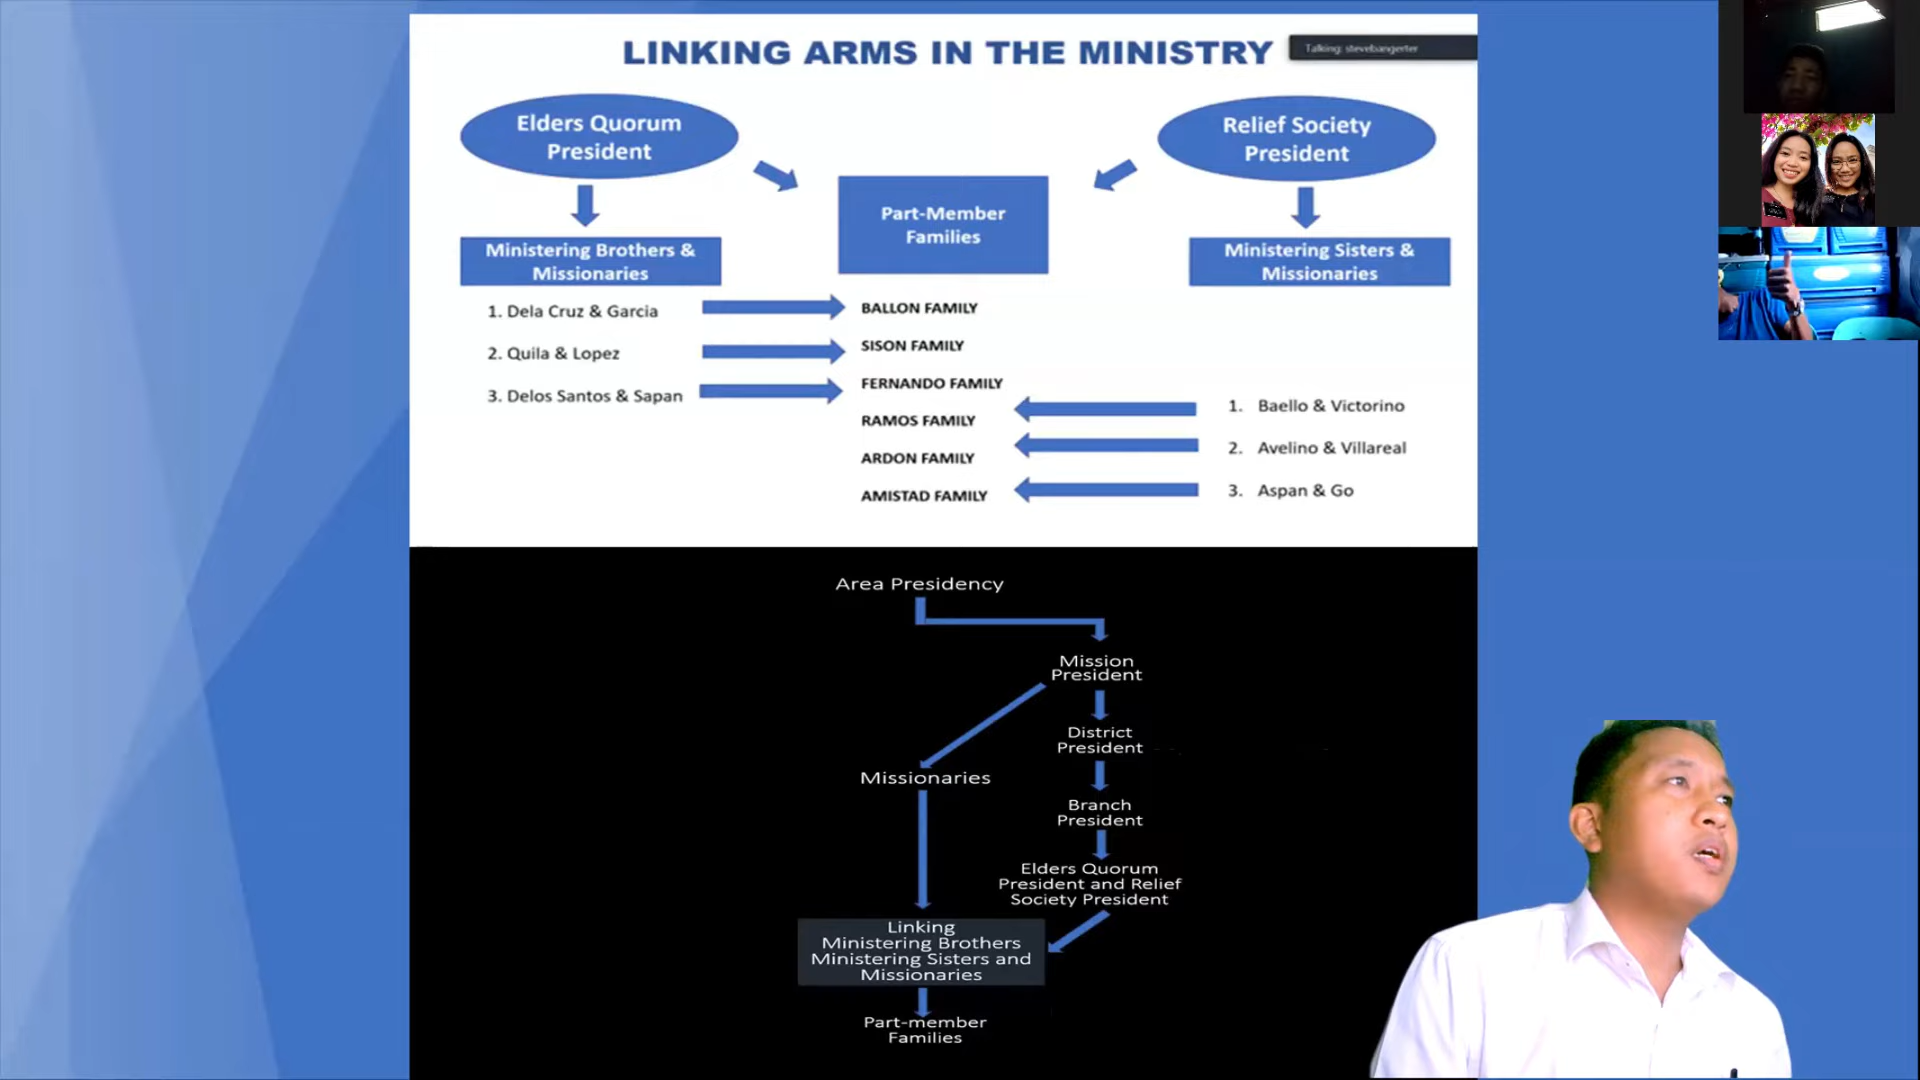 LINKING ARMS IN THE MINISTRY
Talking: stevebangerter
Elders Quorum
President
Relief Society
President
Part-Member
Families
Ministering Brothers &
Missionaries
Ministering Sisters &
Missionaries
1. Dela Cruz & Garcia
2. Quila & Lopez
3. Delos Santos & Sapan
BALLON FAMILY
SISON FAMILY
FERNANDO FAMILY
RAMOS FAMILY
ARDON FAMILY
AMISTAD FAMILY
1. Baello & Victorino
2. Avelino & Villareal
3. Aspan & Go
Area Presidency
Mission
President
District
President
Missionaries
Branch
President
Elders Quorum
President and Relief
Society President
Linking
Ministering Brothers
Ministering Sisters and
Missionaries
Part-member
Families